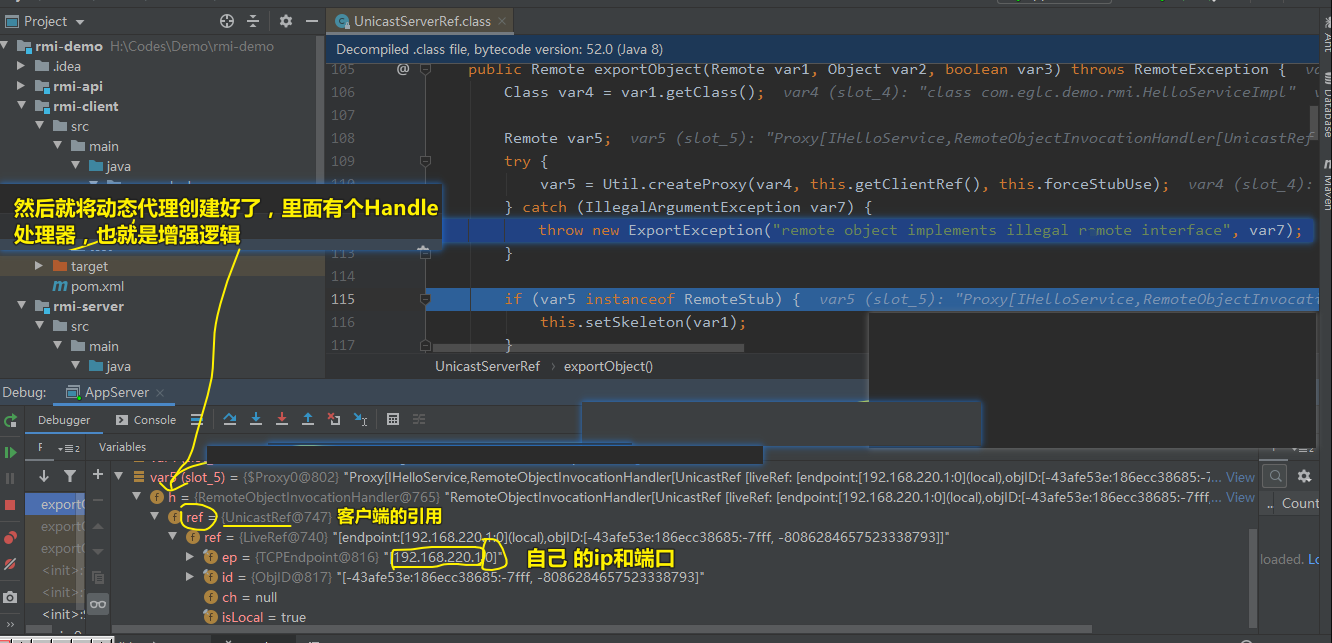 Project
UnicastServerRef.class
rmi-demo H:\Codes\Demo\rmi-demo
.idea
rmi-api
rmi-client
src
main
java
然后就将动态代理创建好了，里面有个Handle
处理器，也就是增强逻辑
target
pom.xml
rmi-server
src
main
java
Decompiled .class file, bytecode version: 52.0 (Java 8)
105 @ public Remote exportObject(Remote var1, Object var2, boolean var3) throws RemoteException {
106 Class var4 = var1.getClass(); var4 (slot_4): "class com.eglc.demo.rmi.HelloServiceImpl"
107
108 Remote var5; var5 (slot_5): "Proxy[IHelloService,RemoteObjectInvocationHandler[UnicastRef
109 try {
var5 = Util.createProxy(var4, this.getClientRef(), this.forceStubUse); var4 (slot_4):
} catch (IllegalArgumentException var7) {
throw new ExportException("remote object implements illegal remote interface", var7);
113 }
114
115 if (var5 instanceof RemoteStub) { var5 (slot_5): "Proxy[IHelloService,RemoteObjectInvocati
116 this.setSkeleton(var1);
117 }
UnicastServerRef › exportObject()
Ant
Database
Maven
Debug: AppServer
Debugger Console
F Variables
var5 (slot_5) = {$Proxy0@802} "Proxy[IHelloService,RemoteObjectInvocationHandler[UnicastRef [liveRef: [endpoint:[192.168.220.1:0](local),objID:[-43afe53e:186ecc38685:-7... View
h = {RemoteObjectInvocationHandler@765} "RemoteObjectInvocationHandler[UnicastRef [liveRef: [endpoint:[192.168.220.1:0](local),objID:[-43afe53e:186ecc38685:-7fff,... View
ref = {UnicastRef@747} 客户端的引用
ref = {LiveRef@740} "[endpoint:[192.168.220.1:0](local),objID:[-43afe53e:186ecc38685:-7fff, -8086284657523338793]]"
ep = {TCPEndpoint@816} "[192.168.220.1:0]" 自己 的ip和端口
id = {ObjID@817} "[-43afe53e:186ecc38685:-7fff, -8086284657523338793]"
ch = null
isLocal = true
export
export
export
<init>:
<init>:
<init>:
Count
loaded. Lo